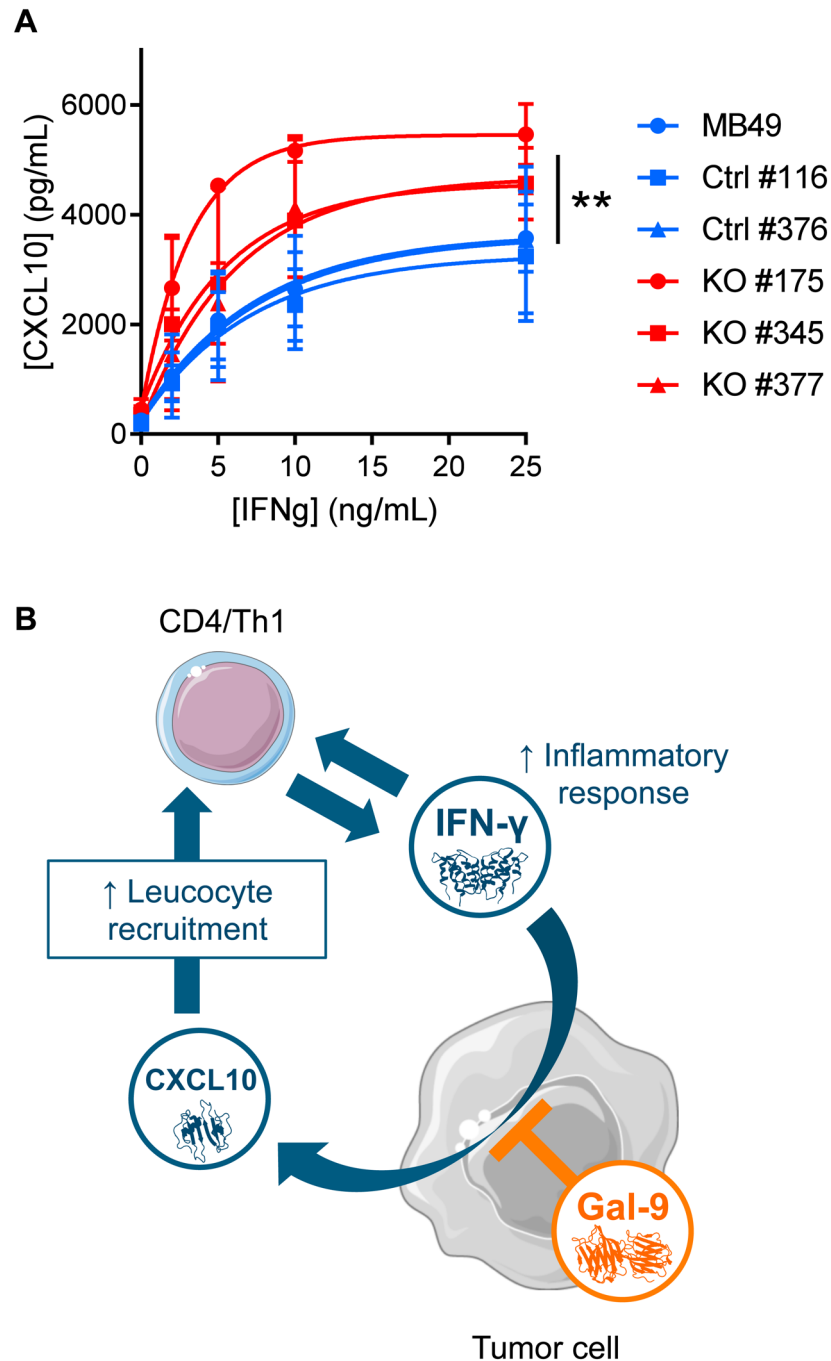 A
[CXCL10] (pg/mL)
6000
4000
2000
0
0 5 10 15 20 25
[IFNg] (ng/mL)
**
MB49
Ctrl #116
Ctrl #376
KO #175
KO #345
KO #377
B
CD4/Th1
↑ Inflammatory
response
IFN-γ
↑ Leucocyte
recruitment
CXCL10
Gal-9
Tumor cell